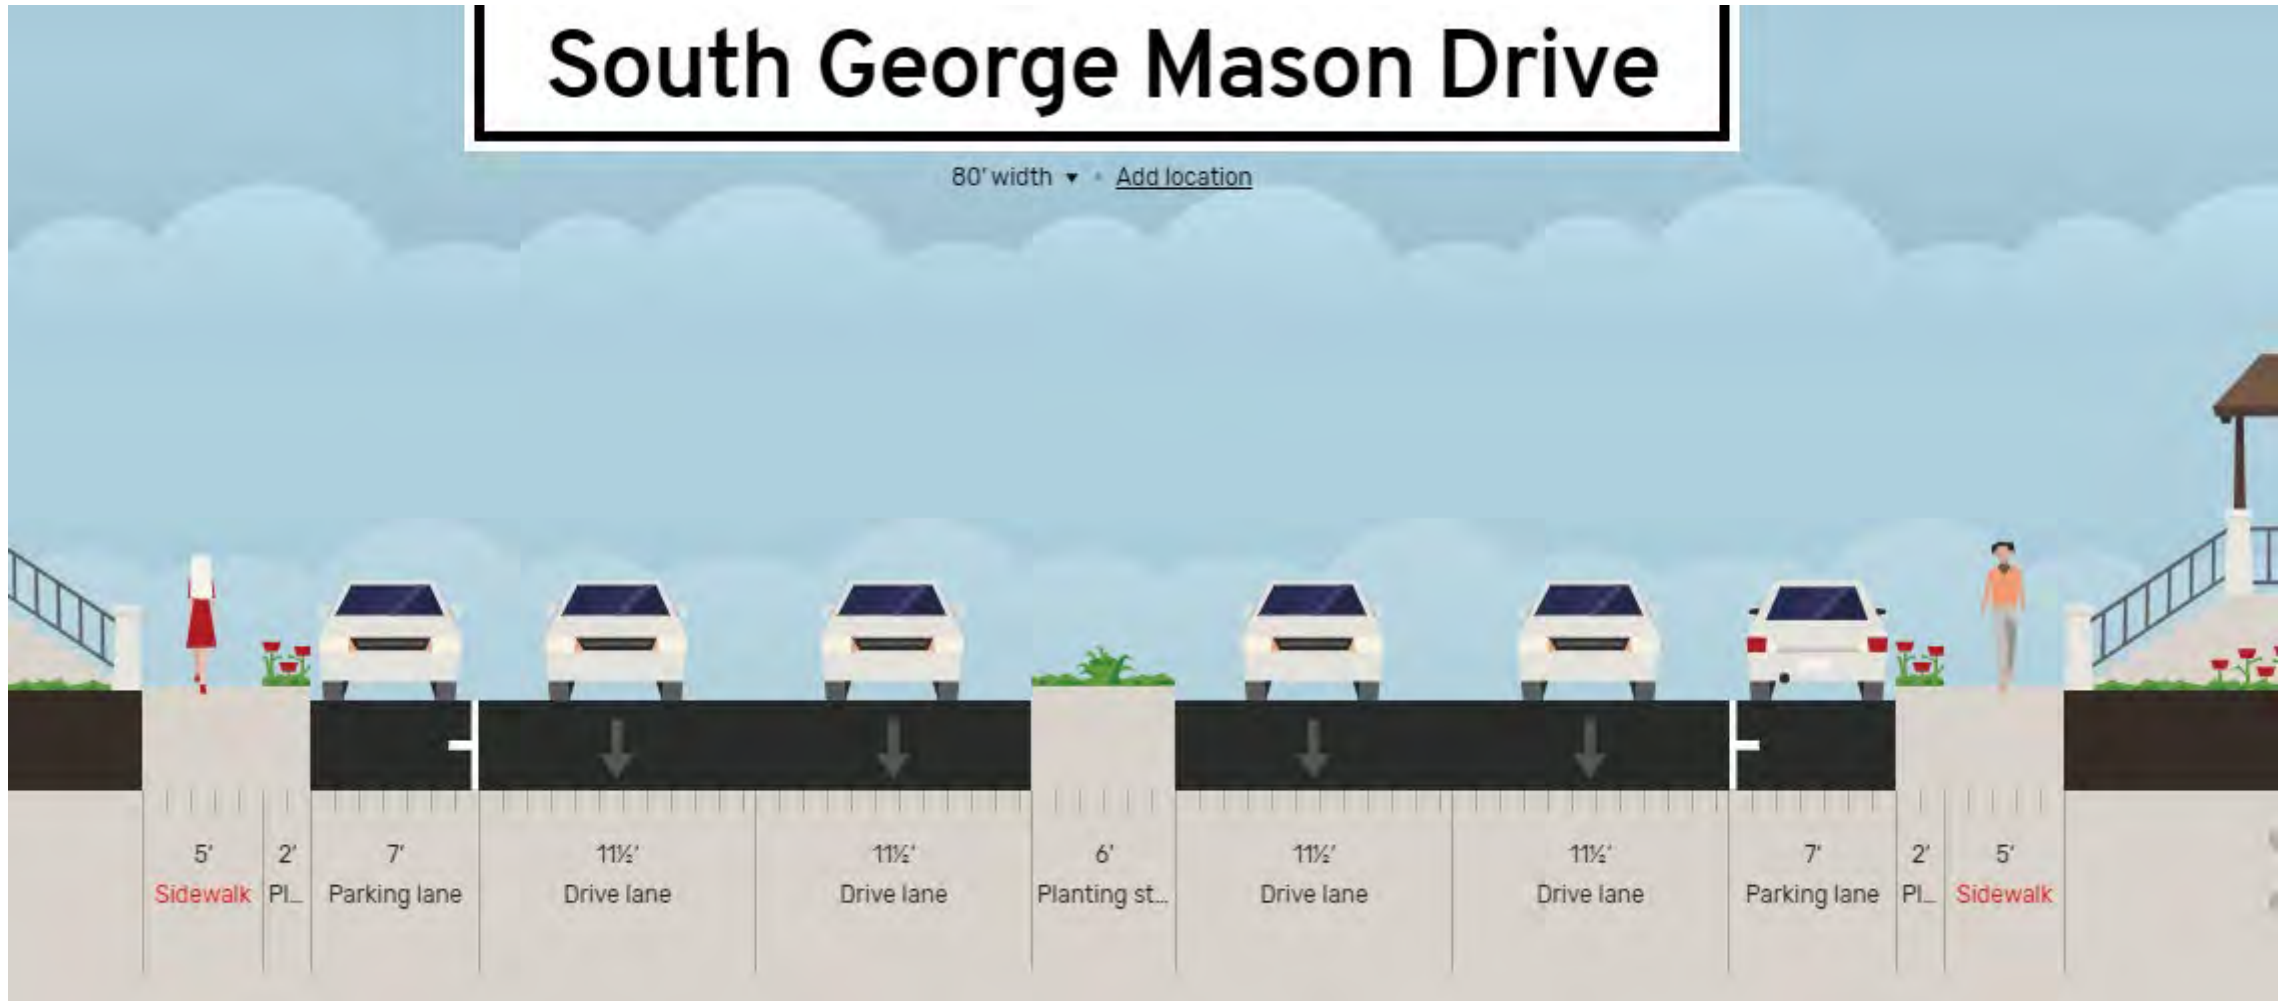 South George Mason Drive
80' width ▾ · Add location
5' 2' 7' 11½' 11½' 6' 11½' 11½' 7' 2' 5'
Sidewalk Pl... Parking lane Drive lane Drive lane Planting st... Drive lane Drive lane Parking lane Pl... Sidewalk